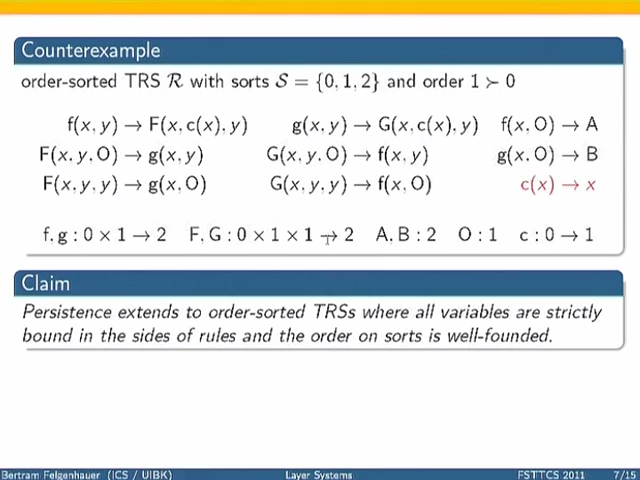 Counterexample
order-sorted TRS ℛ with sorts 𝒮 = {0, 1, 2} and order 1 ≻ 0
f(x, y) → F(x, c(x), y) g(x, y) → G(x, c(x), y) f(x, O) → A
F(x, y, O) → g(x, y) G(x, y, O) → f(x, y) g(x, O) → B
F(x, y, y) → g(x, O) G(x, y, y) → f(x, O) c(x) → x
f, g : 0 × 1 → 2 F, G : 0 × 1 × 1 → 2 A, B : 2 O : 1 c : 0 → 1
Claim
Persistence extends to order-sorted TRSs where all variables are strictly
bound in the sides of rules and the order on sorts is well-founded.
Bertram Felgenhauer (ICS / UIBK) Layer Systems FSTTCS 2011 7/15